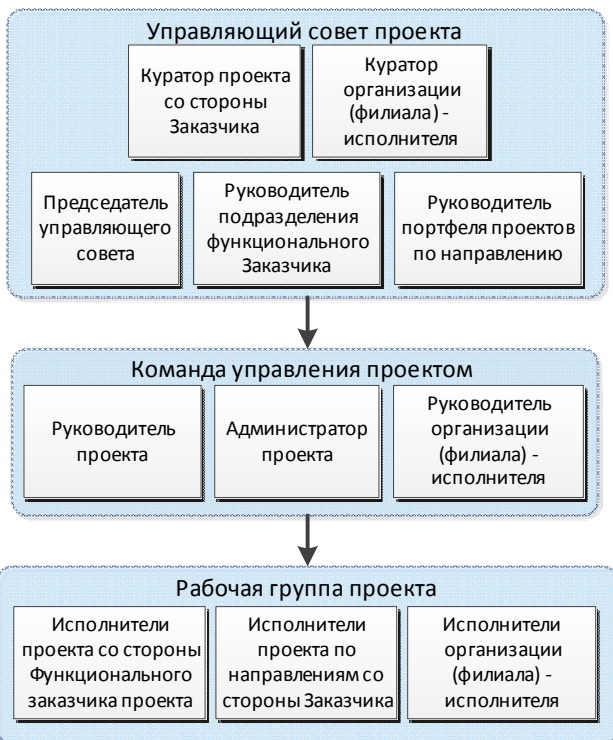 Управляющий совет проекта
Куратор проекта
со стороны
Заказчика
Куратор
организации
(филиала) -
исполнителя
Председатель
управляющего
совета
Руководитель
подразделения
функционального
Заказчика
Руководитель
портфеля проектов
по направлению
Команда управления проектом
Руководитель
проекта
Администратор
проекта
Руководитель
организации
(филиала) -
исполнителя
Рабочая группа проекта
Исполнители
проекта со стороны
Функционального
заказчика проекта
Исполнители
проекта по
направлениям со
стороны Заказчика
Исполнители
организации
(филиала) -
исполнителя